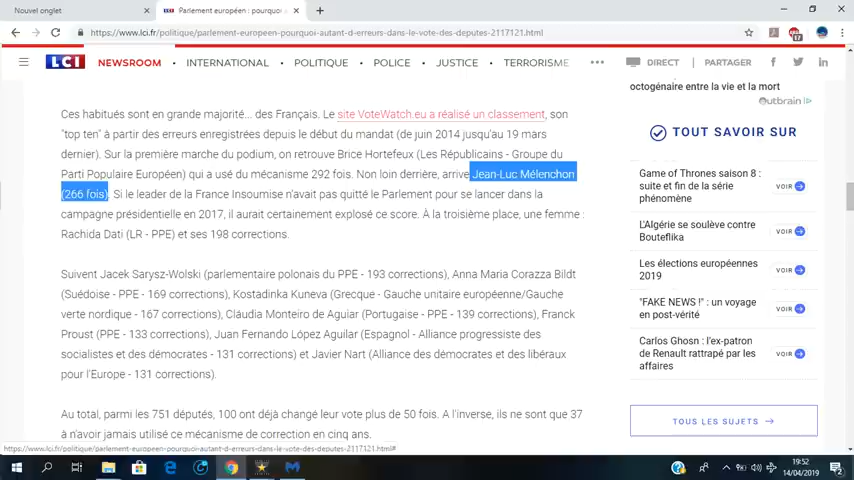 Nouvel onglet
Parlement européen : pourquoi a
https://www.lci.fr/politique/parlement-europeen-pourquoi-autant-d-erreurs-dans-le-vote-des-deputes-2117121.html
LCI NEWSROOM • INTERNATIONAL • POLITIQUE • POLICE • JUSTICE • TERRORISME ••• DIRECT PARTAGER
Ces habitués sont en grande majorité... des Français. Le site VoteWatch.eu a réalisé un classement, son
"top ten" à partir des erreurs enregistrées depuis le début du mandat (de juin 2014 jusqu'au 19 mars
dernier). Sur la première marche du podium, on retrouve Brice Hortefeux (Les Républicains - Groupe du
Parti Populaire Européen) qui a usé du mécanisme 292 fois. Non loin derrière, arrive Jean-Luc Mélenchon
(266 fois). Si le leader de la France Insoumise n'avait pas quitté le Parlement pour se lancer dans la
campagne présidentielle en 2017, il aurait certainement explosé ce score. À la troisième place, une femme :
Rachida Dati (LR - PPE) et ses 198 corrections.
Suivent Jacek Sarysz-Wolski (parlementaire polonais du PPE - 193 corrections), Anna Maria Corazza Bildt
(Suédoise - PPE - 169 corrections), Kostadinka Kuneva (Grecque - Gauche unitaire européenne/Gauche
verte nordique - 167 corrections), Cláudia Monteiro de Aguiar (Portugaise - PPE - 139 corrections), Franck
Proust (PPE - 133 corrections), Juan Fernando López Aguilar (Espagnol - Alliance progressiste des
socialistes et des démocrates - 131 corrections) et Javier Nart (Alliance des démocrates et des libéraux
pour l'Europe - 131 corrections).
Au total, parmi les 751 députés, 100 ont déjà changé leur vote plus de 50 fois. A l'inverse, ils ne sont que 37
à n'avoir jamais utilisé ce mécanisme de correction en cinq ans.
octogénaire entre la vie et la mort
Outbrain
TOUT SAVOIR SUR
Game of Thrones saison 8 :
suite et fin de la série
phénomène
VOIR
L'Algérie se soulève contre
Bouteflika
VOIR
Les élections européennes
2019
VOIR
"FAKE NEWS !" : un voyage
en post-vérité
VOIR
Carlos Ghosn : l'ex-patron
de Renault rattrapé par les
affaires
VOIR
TOUS LES SUJETS
https://www.lci.fr/politique/parlement-europeen-pourquoi-autant-d-erreurs-dans-le-vote-des-deputes-2117121.html#
19:52
14/04/2019